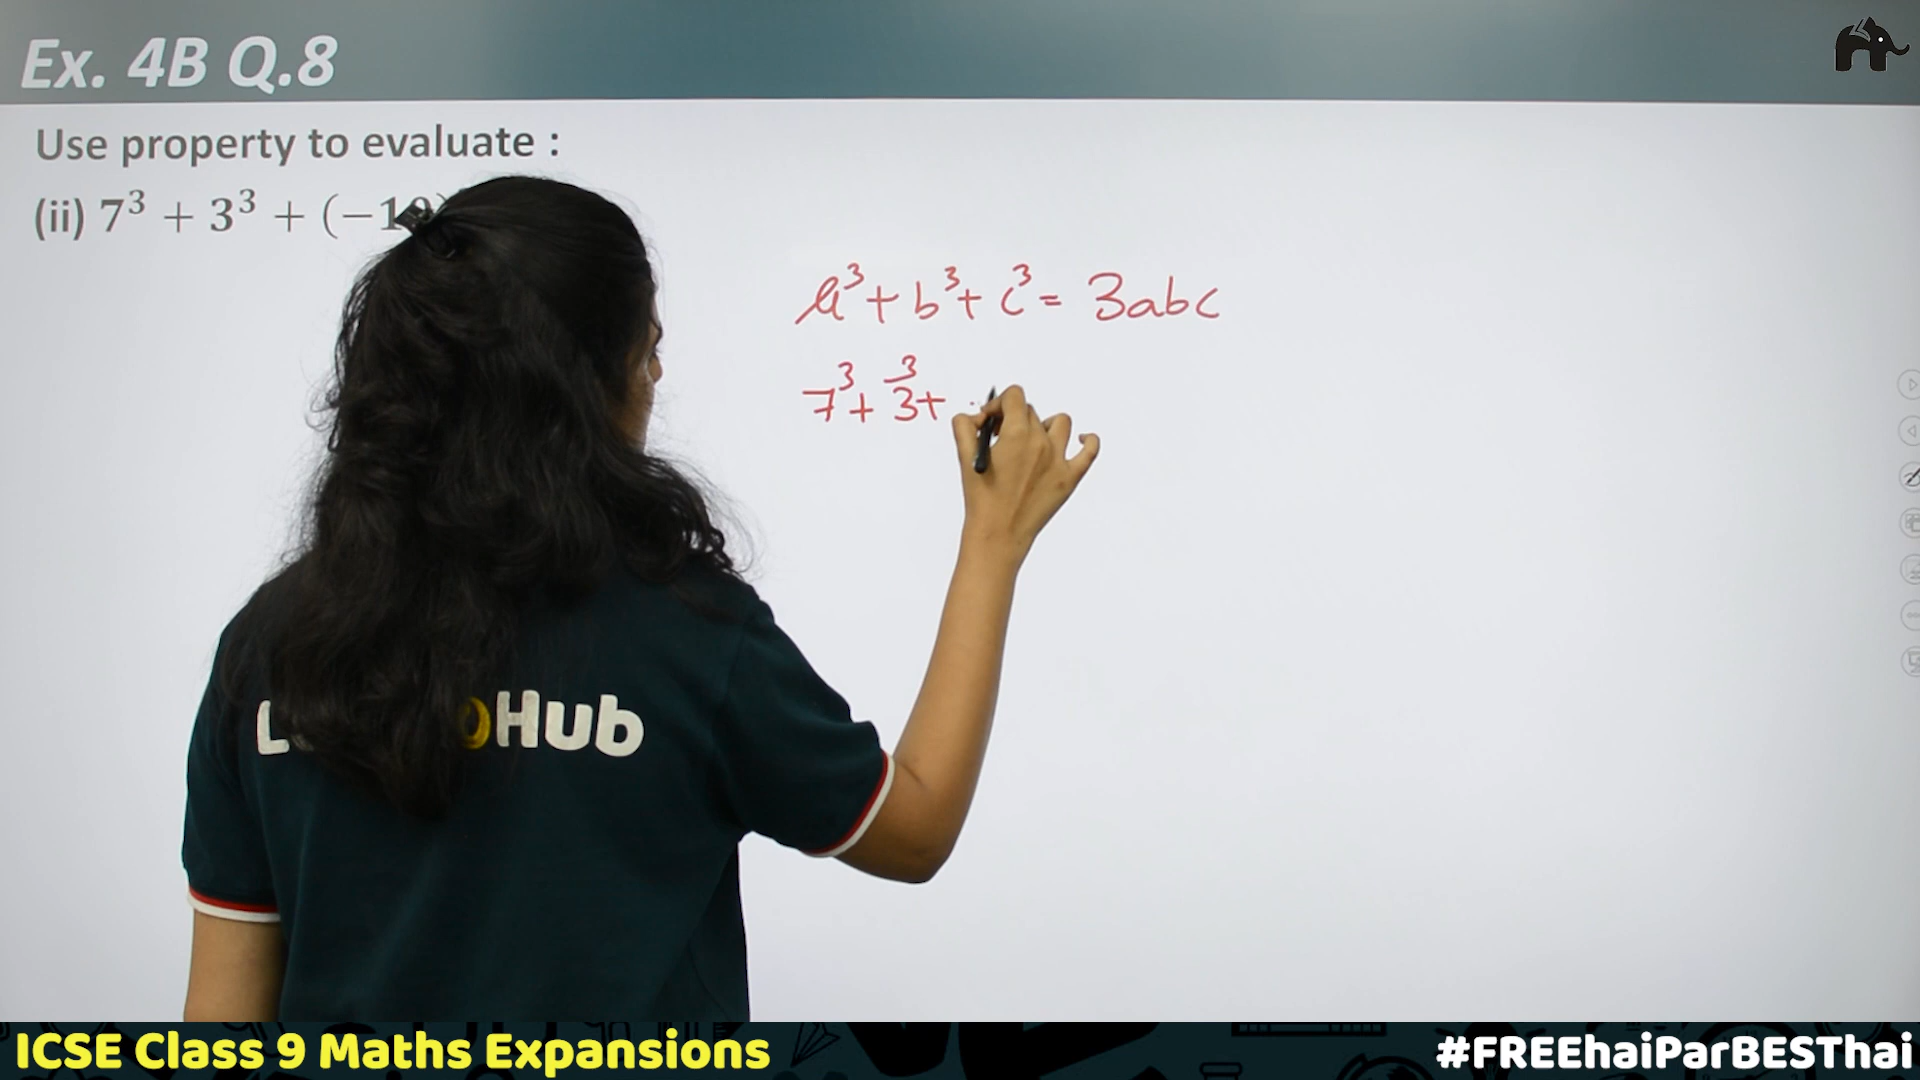 Ex. 4B Q.8
Use property to evaluate :
(ii) 7³ + 3³ + (−10)
a³ + b³ + c³ = 3abc
7³ + 3³ +
Hub
ICSE Class 9 Maths Expansions
#FREEhaiParBESThai